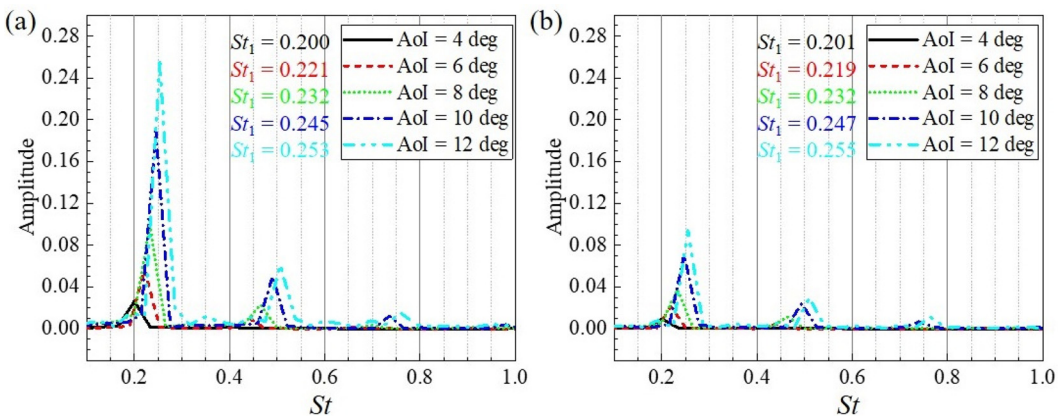 (a)
0.28
0.24
0.20
0.16
0.12
0.08
0.04
0.00
Amplitude
St₁ = 0.200
St₁ = 0.221
St₁ = 0.232
St₁ = 0.245
St₁ = 0.253
AoI = 4 deg
AoI = 6 deg
AoI = 8 deg
AoI = 10 deg
AoI = 12 deg
0.2 0.4 0.6 0.8 1.0
St
(b)
0.28
0.24
0.20
0.16
0.12
0.08
0.04
0.00
Amplitude
St₁ = 0.201
St₁ = 0.219
St₁ = 0.232
St₁ = 0.247
St₁ = 0.255
AoI = 4 deg
AoI = 6 deg
AoI = 8 deg
AoI = 10 deg
AoI = 12 deg
0.2 0.4 0.6 0.8 1.0
St